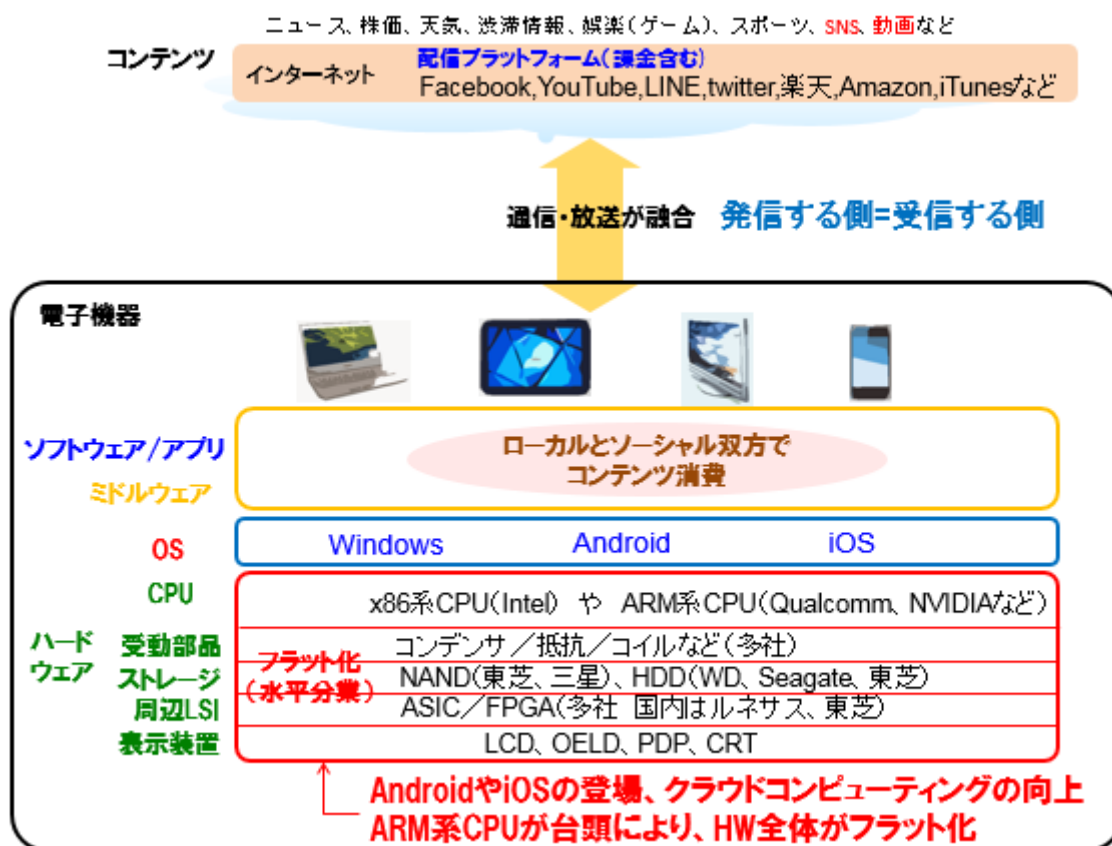 ニュース、株価、天気、渋滞情報、娯楽(ゲーム)、スポーツ、SNS、動画など
コンテンツ
インターネット
配信プラットフォーム(課金含む)
Facebook,YouTube,LINE,twitter,楽天,Amazon,iTunesなど
通信・放送が融合 発信する側=受信する側
電子機器
ソフトウェア/アプリ
ミドルウェア
ローカルとソーシャル双方で
コンテンツ消費
OS
Windows Android iOS
CPU
x86系CPU(Intel) や ARM系CPU(Qualcomm、NVIDIAなど)
ハード
ウェア
受動部品
コンデンサ/抵抗/コイルなど(多社)
フラット化
(水平分業)
ストレージ
NAND(東芝、三星)、HDD(WD、Seagate、東芝)
周辺LSI
ASIC/FPGA(多社 国内はルネサス、東芝)
表示装置
LCD、OELD、PDP、CRT
AndroidやiOSの登場、クラウドコンピューティングの向上
ARM系CPUが台頭により、HW全体がフラット化